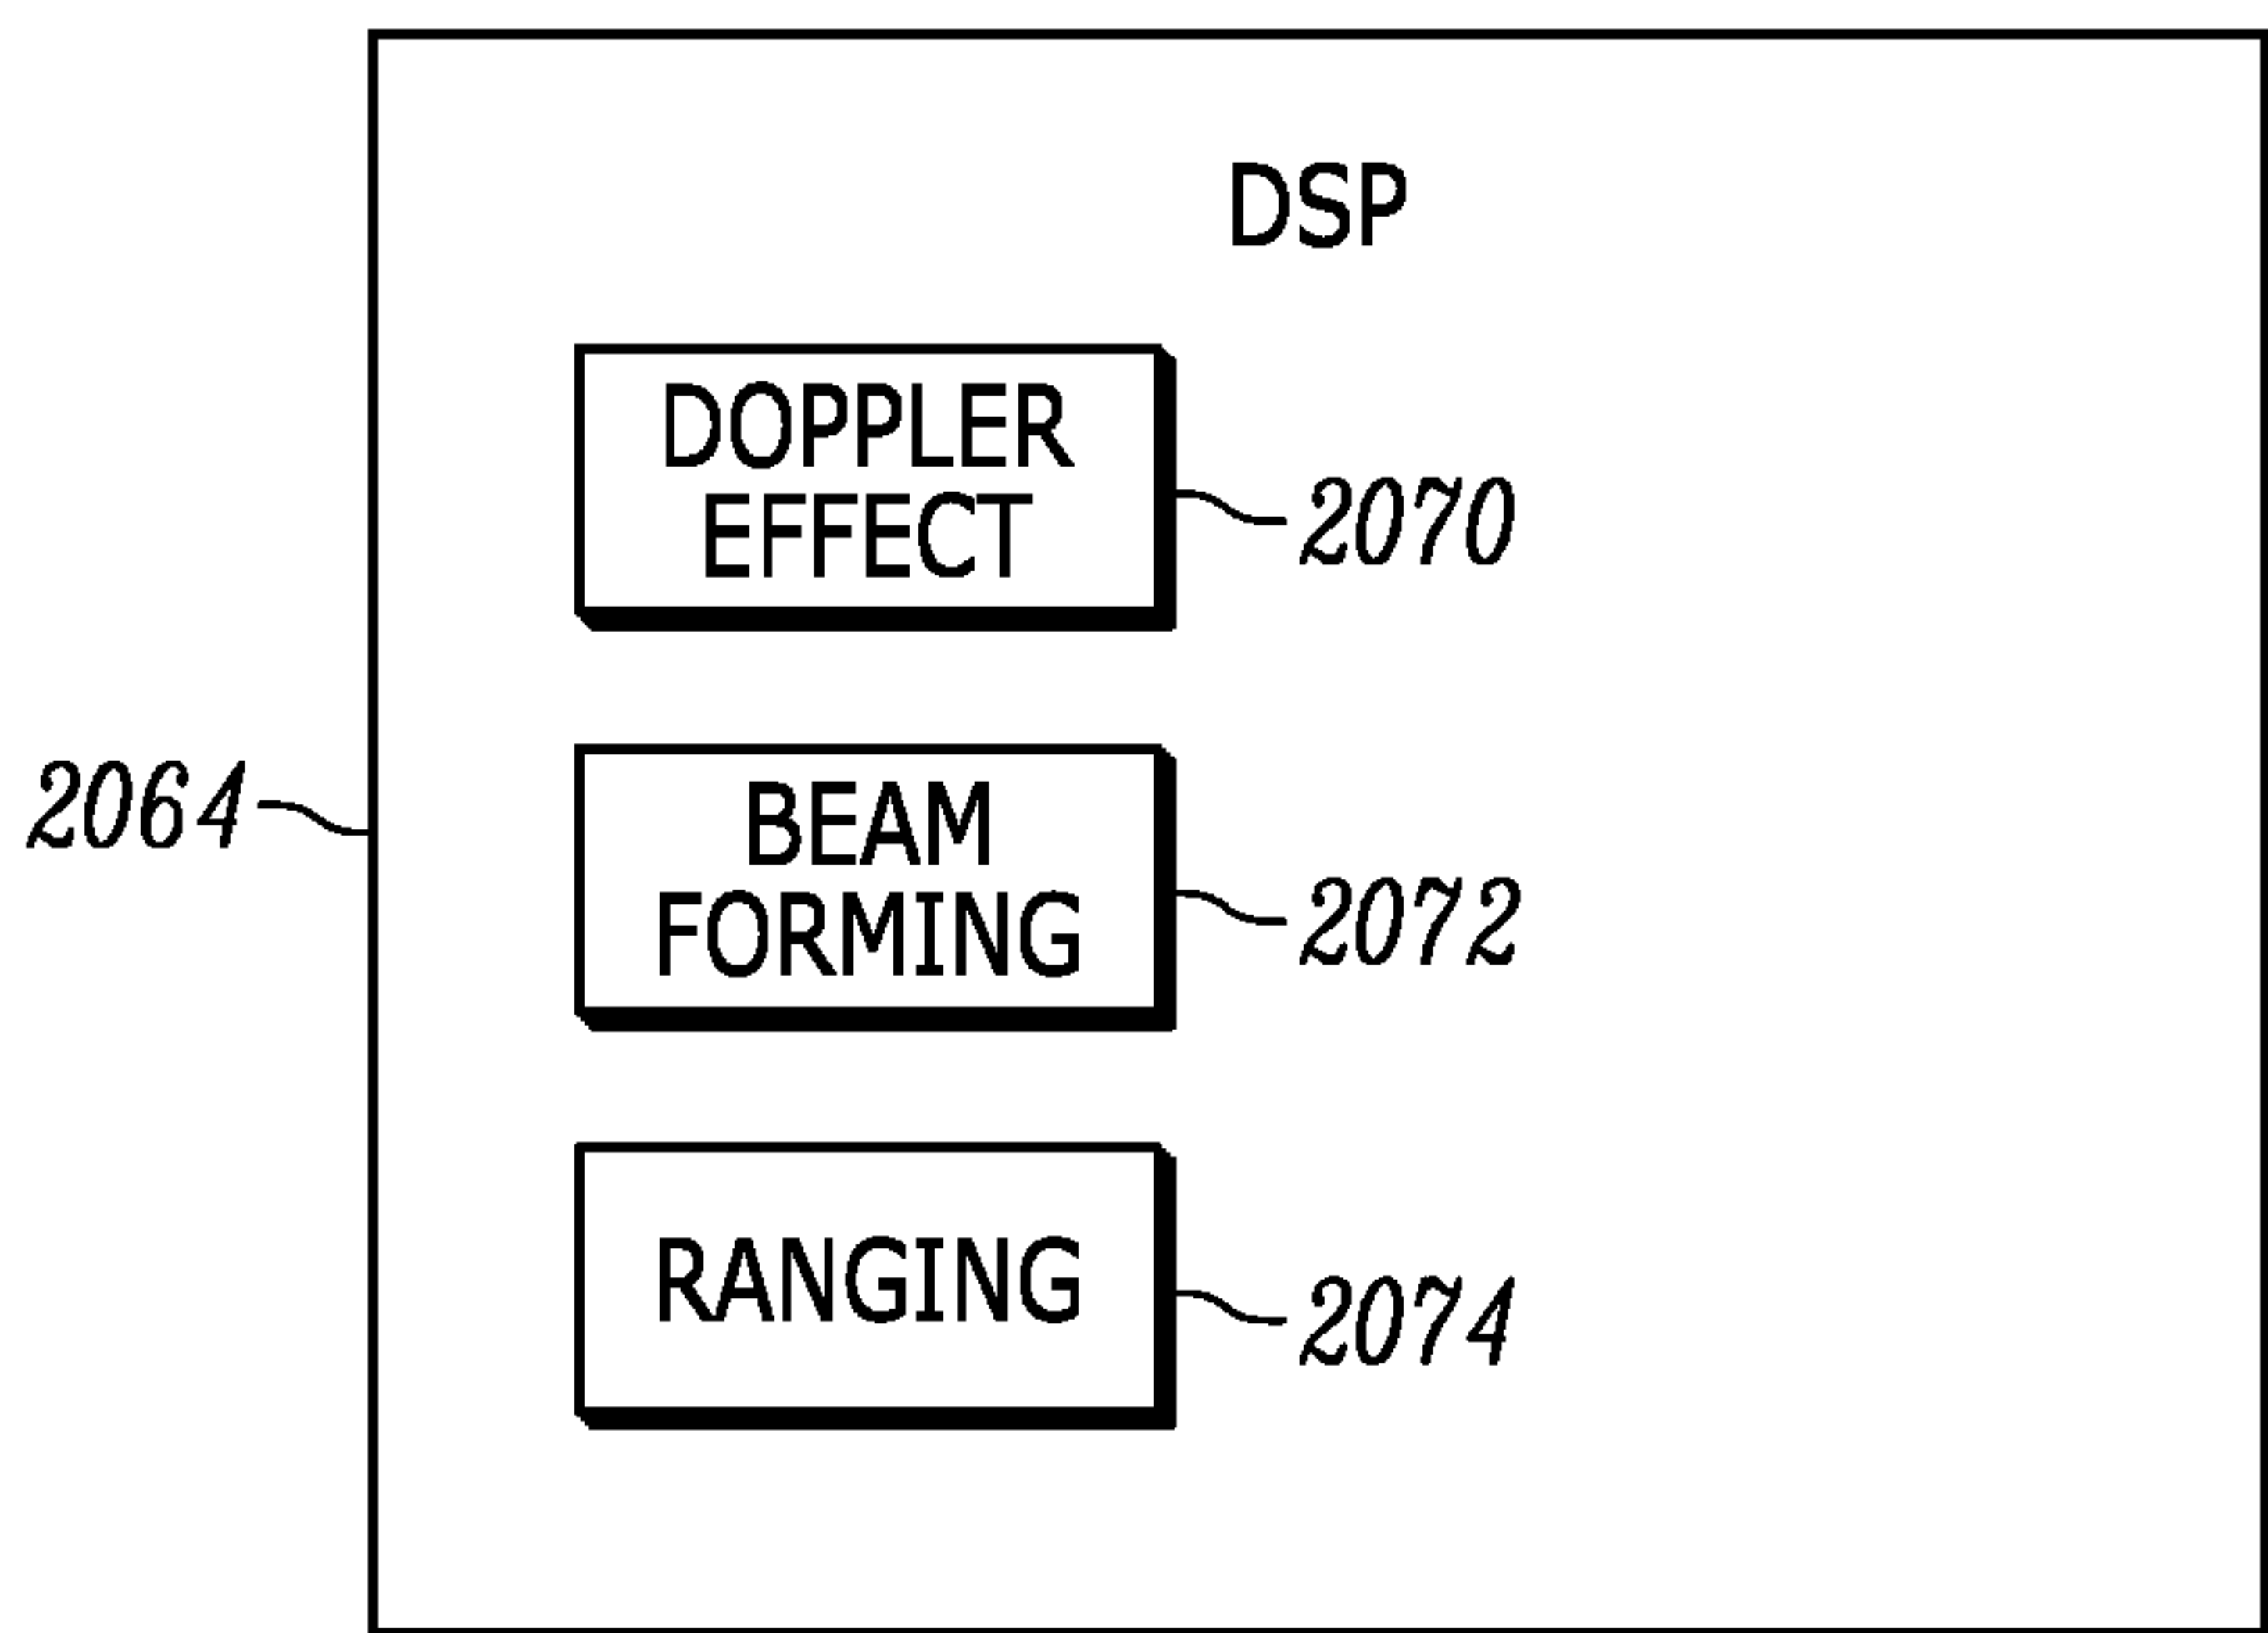 DSP
DOPPLER
EFFECT
2070
2064
BEAM
FORMING
2072
RANGING
2074